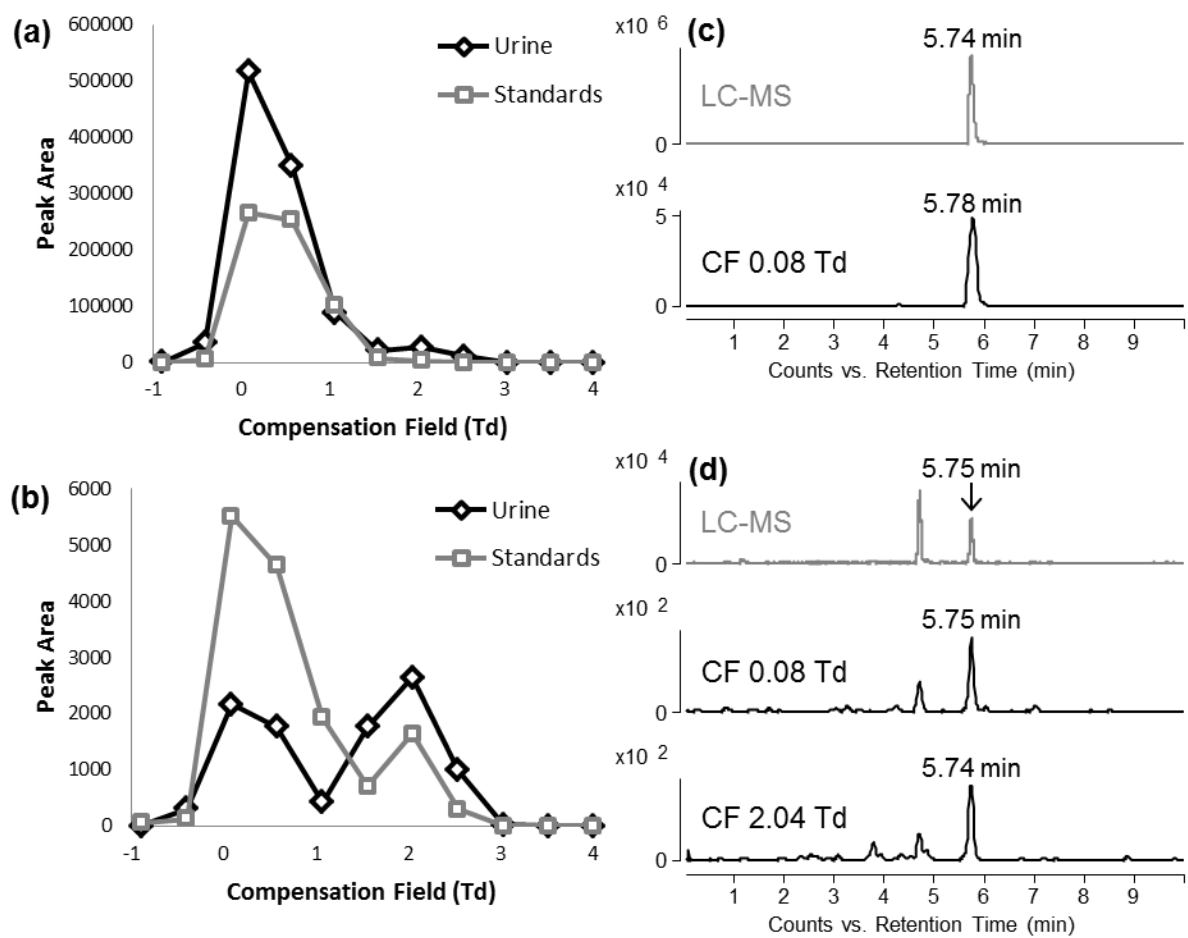 (a)
600000
500000
400000
300000
200000
100000
0
Peak Area
Urine
Standards
-1 0 1 2 3 4
Compensation Field (Td)
(b)
6000
5000
4000
3000
2000
1000
0
Peak Area
Urine
Standards
-1 0 1 2 3 4
Compensation Field (Td)
(c)
x10 6
5.74 min
LC-MS
0
x10 4
5.78 min
5
CF 0.08 Td
0
1 2 3 4 5 6 7 8 9
Counts vs. Retention Time (min)
(d)
x10 4
5.75 min
LC-MS
0
x10 2
5.75 min
CF 0.08 Td
0
x10 2
5.74 min
CF 2.04 Td
0
1 2 3 4 5 6 7 8 9
Counts vs. Retention Time (min)